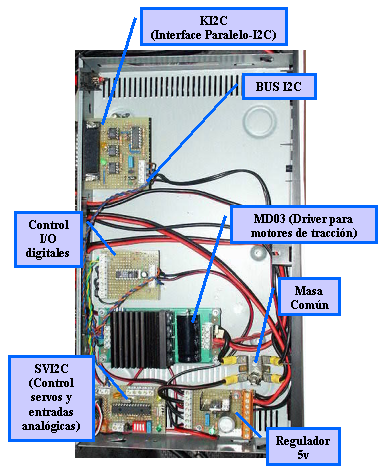 KI2C
(Interface Paralelo-I2C)
BUS I2C
Control
I/O
digitales
MD03 (Driver para
motores de tracción)
Masa
Común
SVI2C
(Control
servos y
entradas
analógicas)
Regulador
5v